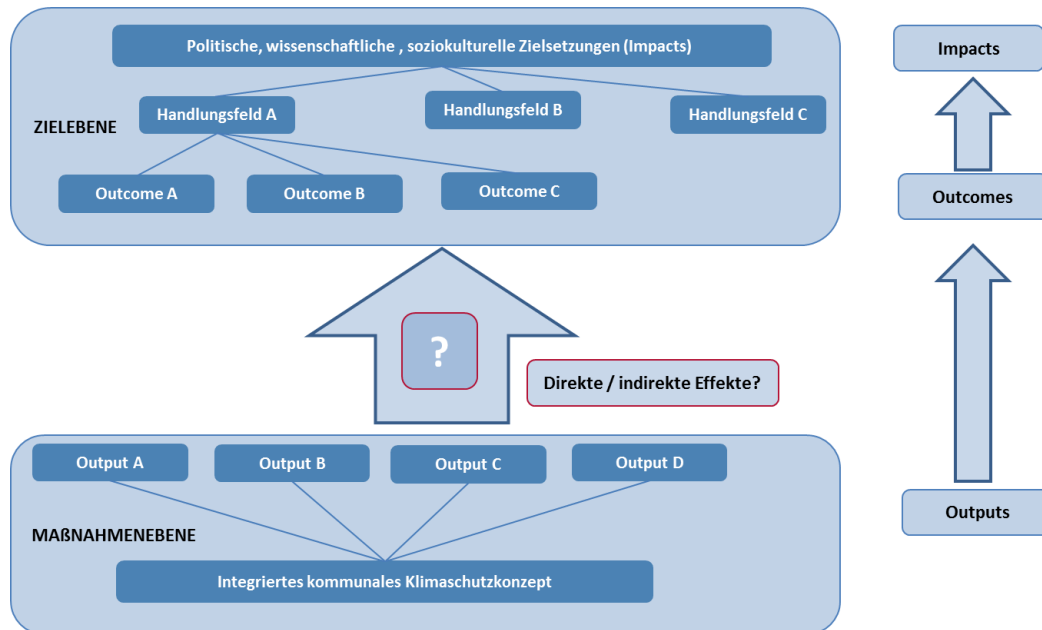 Politische, wissenschaftliche , soziokulturelle Zielsetzungen (Impacts)
Handlungsfeld A
Handlungsfeld B
Handlungsfeld C
ZIELEBENE
Outcome A
Outcome B
Outcome C
?
Direkte / indirekte Effekte?
Output A
Output B
Output C
Output D
MAßNAHMENEBENE
Integriertes kommunales Klimaschutzkonzept
Impacts
Outcomes
Outputs